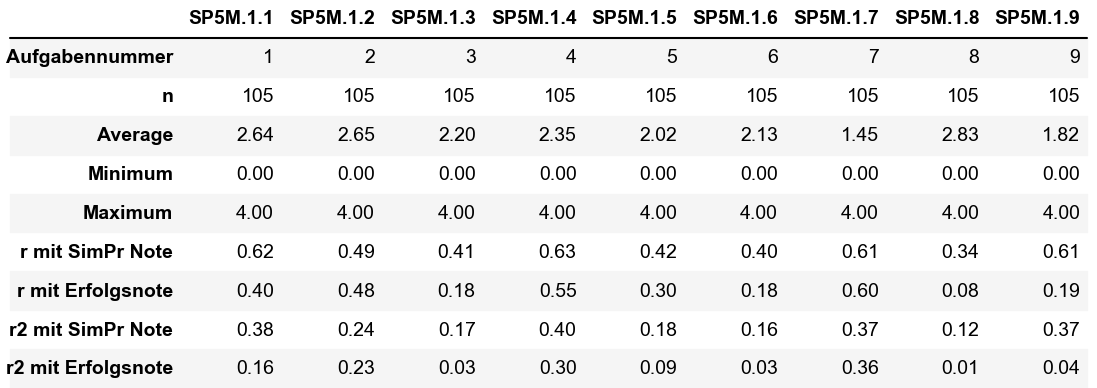 SP5M.1.1 SP5M.1.2 SP5M.1.3 SP5M.1.4 SP5M.1.5 SP5M.1.6 SP5M.1.7 SP5M.1.8 SP5M.1.9
Aufgabennummer 1 2 3 4 5 6 7 8 9
n 105 105 105 105 105 105 105 105 105
Average 2.64 2.65 2.20 2.35 2.02 2.13 1.45 2.83 1.82
Minimum 0.00 0.00 0.00 0.00 0.00 0.00 0.00 0.00 0.00
Maximum 4.00 4.00 4.00 4.00 4.00 4.00 4.00 4.00 4.00
r mit SimPr Note 0.62 0.49 0.41 0.63 0.42 0.40 0.61 0.34 0.61
r mit Erfolgsnote 0.40 0.48 0.18 0.55 0.30 0.18 0.60 0.08 0.19
r2 mit SimPr Note 0.38 0.24 0.17 0.40 0.18 0.16 0.37 0.12 0.37
r2 mit Erfolgsnote 0.16 0.23 0.03 0.30 0.09 0.03 0.36 0.01 0.04